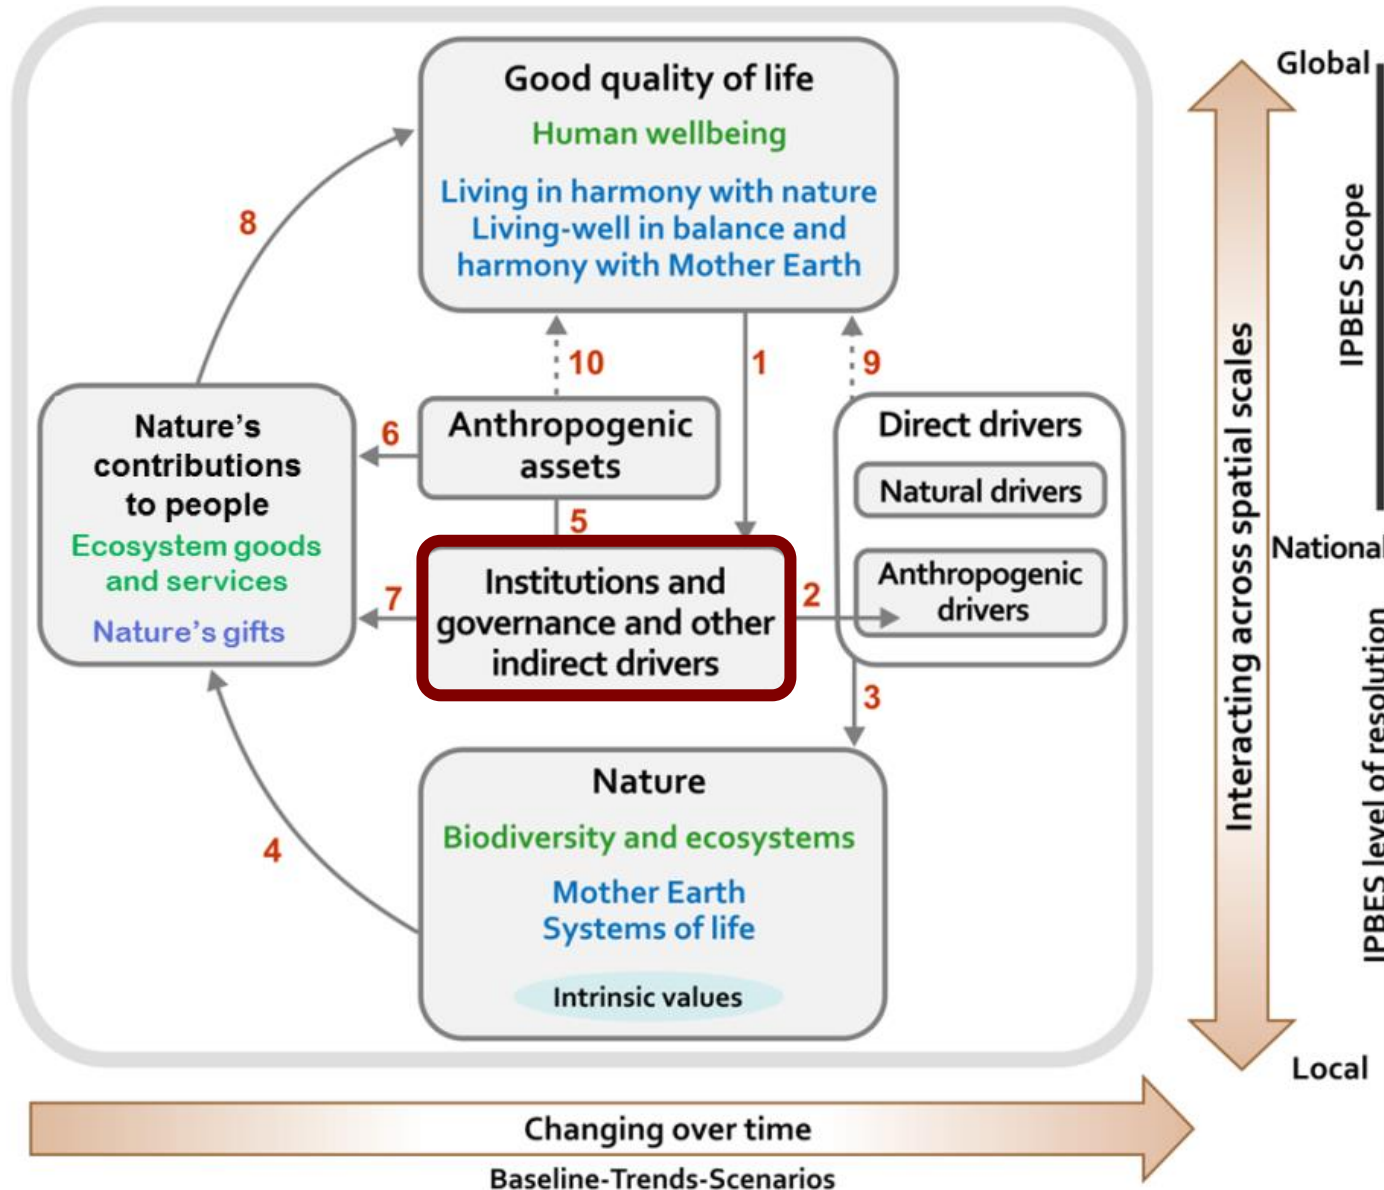 Good quality of life
Human wellbeing
Living in harmony with nature
Living-well in balance and
harmony with Mother Earth
8
10
1
9
Nature's
contributions
to people
Ecosystem goods
and services
Nature's gifts
6
Anthropogenic
assets
5
7
Institutions and
governance and other
indirect drivers
2
Direct drivers
Natural drivers
Anthropogenic
drivers
3
4
Nature
Biodiversity and ecosystems
Mother Earth
Systems of life
Intrinsic values
Changing over time
Baseline-Trends-Scenarios
Interacting across spatial scales
Global
IPBES Scope
National
IPBES level of resolution
Local